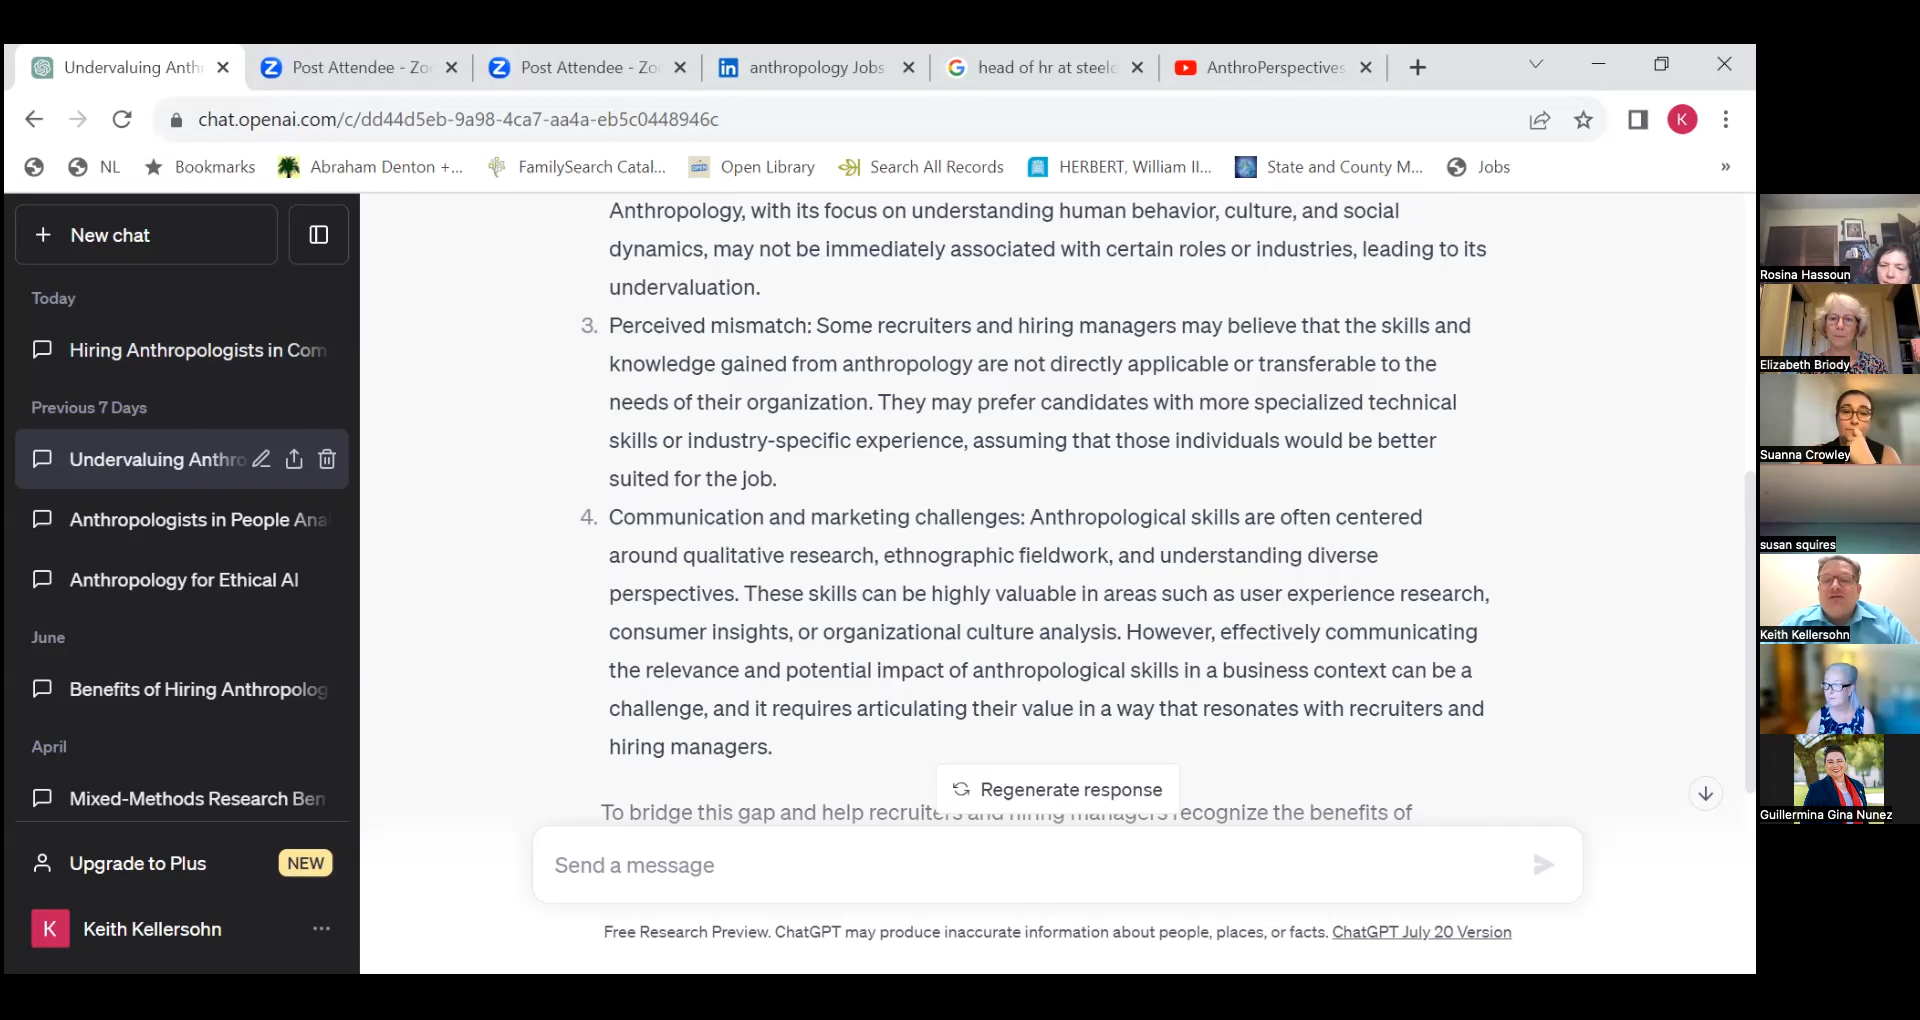 Undervaluing Anth
Post Attendee - Zo
Post Attendee - Zo
anthropology Jobs
head of hr at steelc
AnthroPerspectives
chat.openai.com/c/dd44d5eb-9a98-4ca7-aa4a-eb5c0448946c
K
NL
Bookmarks
Abraham Denton +...
FamilySearch Catal...
Open Library
Search All Records
HERBERT, William II...
State and County M...
Jobs
»
New chat
Today
Hiring Anthropologists in Com
Previous 7 Days
Undervaluing Anthro
Anthropologists in People Ana
Anthropology for Ethical AI
June
Benefits of Hiring Anthropolog
April
Mixed-Methods Research Ben
Upgrade to Plus
NEW
K
Keith Kellersohn
Anthropology, with its focus on understanding human behavior, culture, and social
dynamics, may not be immediately associated with certain roles or industries, leading to its
undervaluation.
3. Perceived mismatch: Some recruiters and hiring managers may believe that the skills and
knowledge gained from anthropology are not directly applicable or transferable to the
needs of their organization. They may prefer candidates with more specialized technical
skills or industry-specific experience, assuming that those individuals would be better
suited for the job.
4. Communication and marketing challenges: Anthropological skills are often centered
around qualitative research, ethnographic fieldwork, and understanding diverse
perspectives. These skills can be highly valuable in areas such as user experience research,
consumer insights, or organizational culture analysis. However, effectively communicating
the relevance and potential impact of anthropological skills in a business context can be a
challenge, and it requires articulating their value in a way that resonates with recruiters and
hiring managers.
Regenerate response
To bridge this gap and help recruiters and hiring managers recognize the benefits of
Send a message
Free Research Preview. ChatGPT may produce inaccurate information about people, places, or facts. ChatGPT July 20 Version
Rosina Hassoun
Elizabeth Briody
Suanna Crowley
susan squires
Keith Kellersohn
Guillermina Gina Nunez